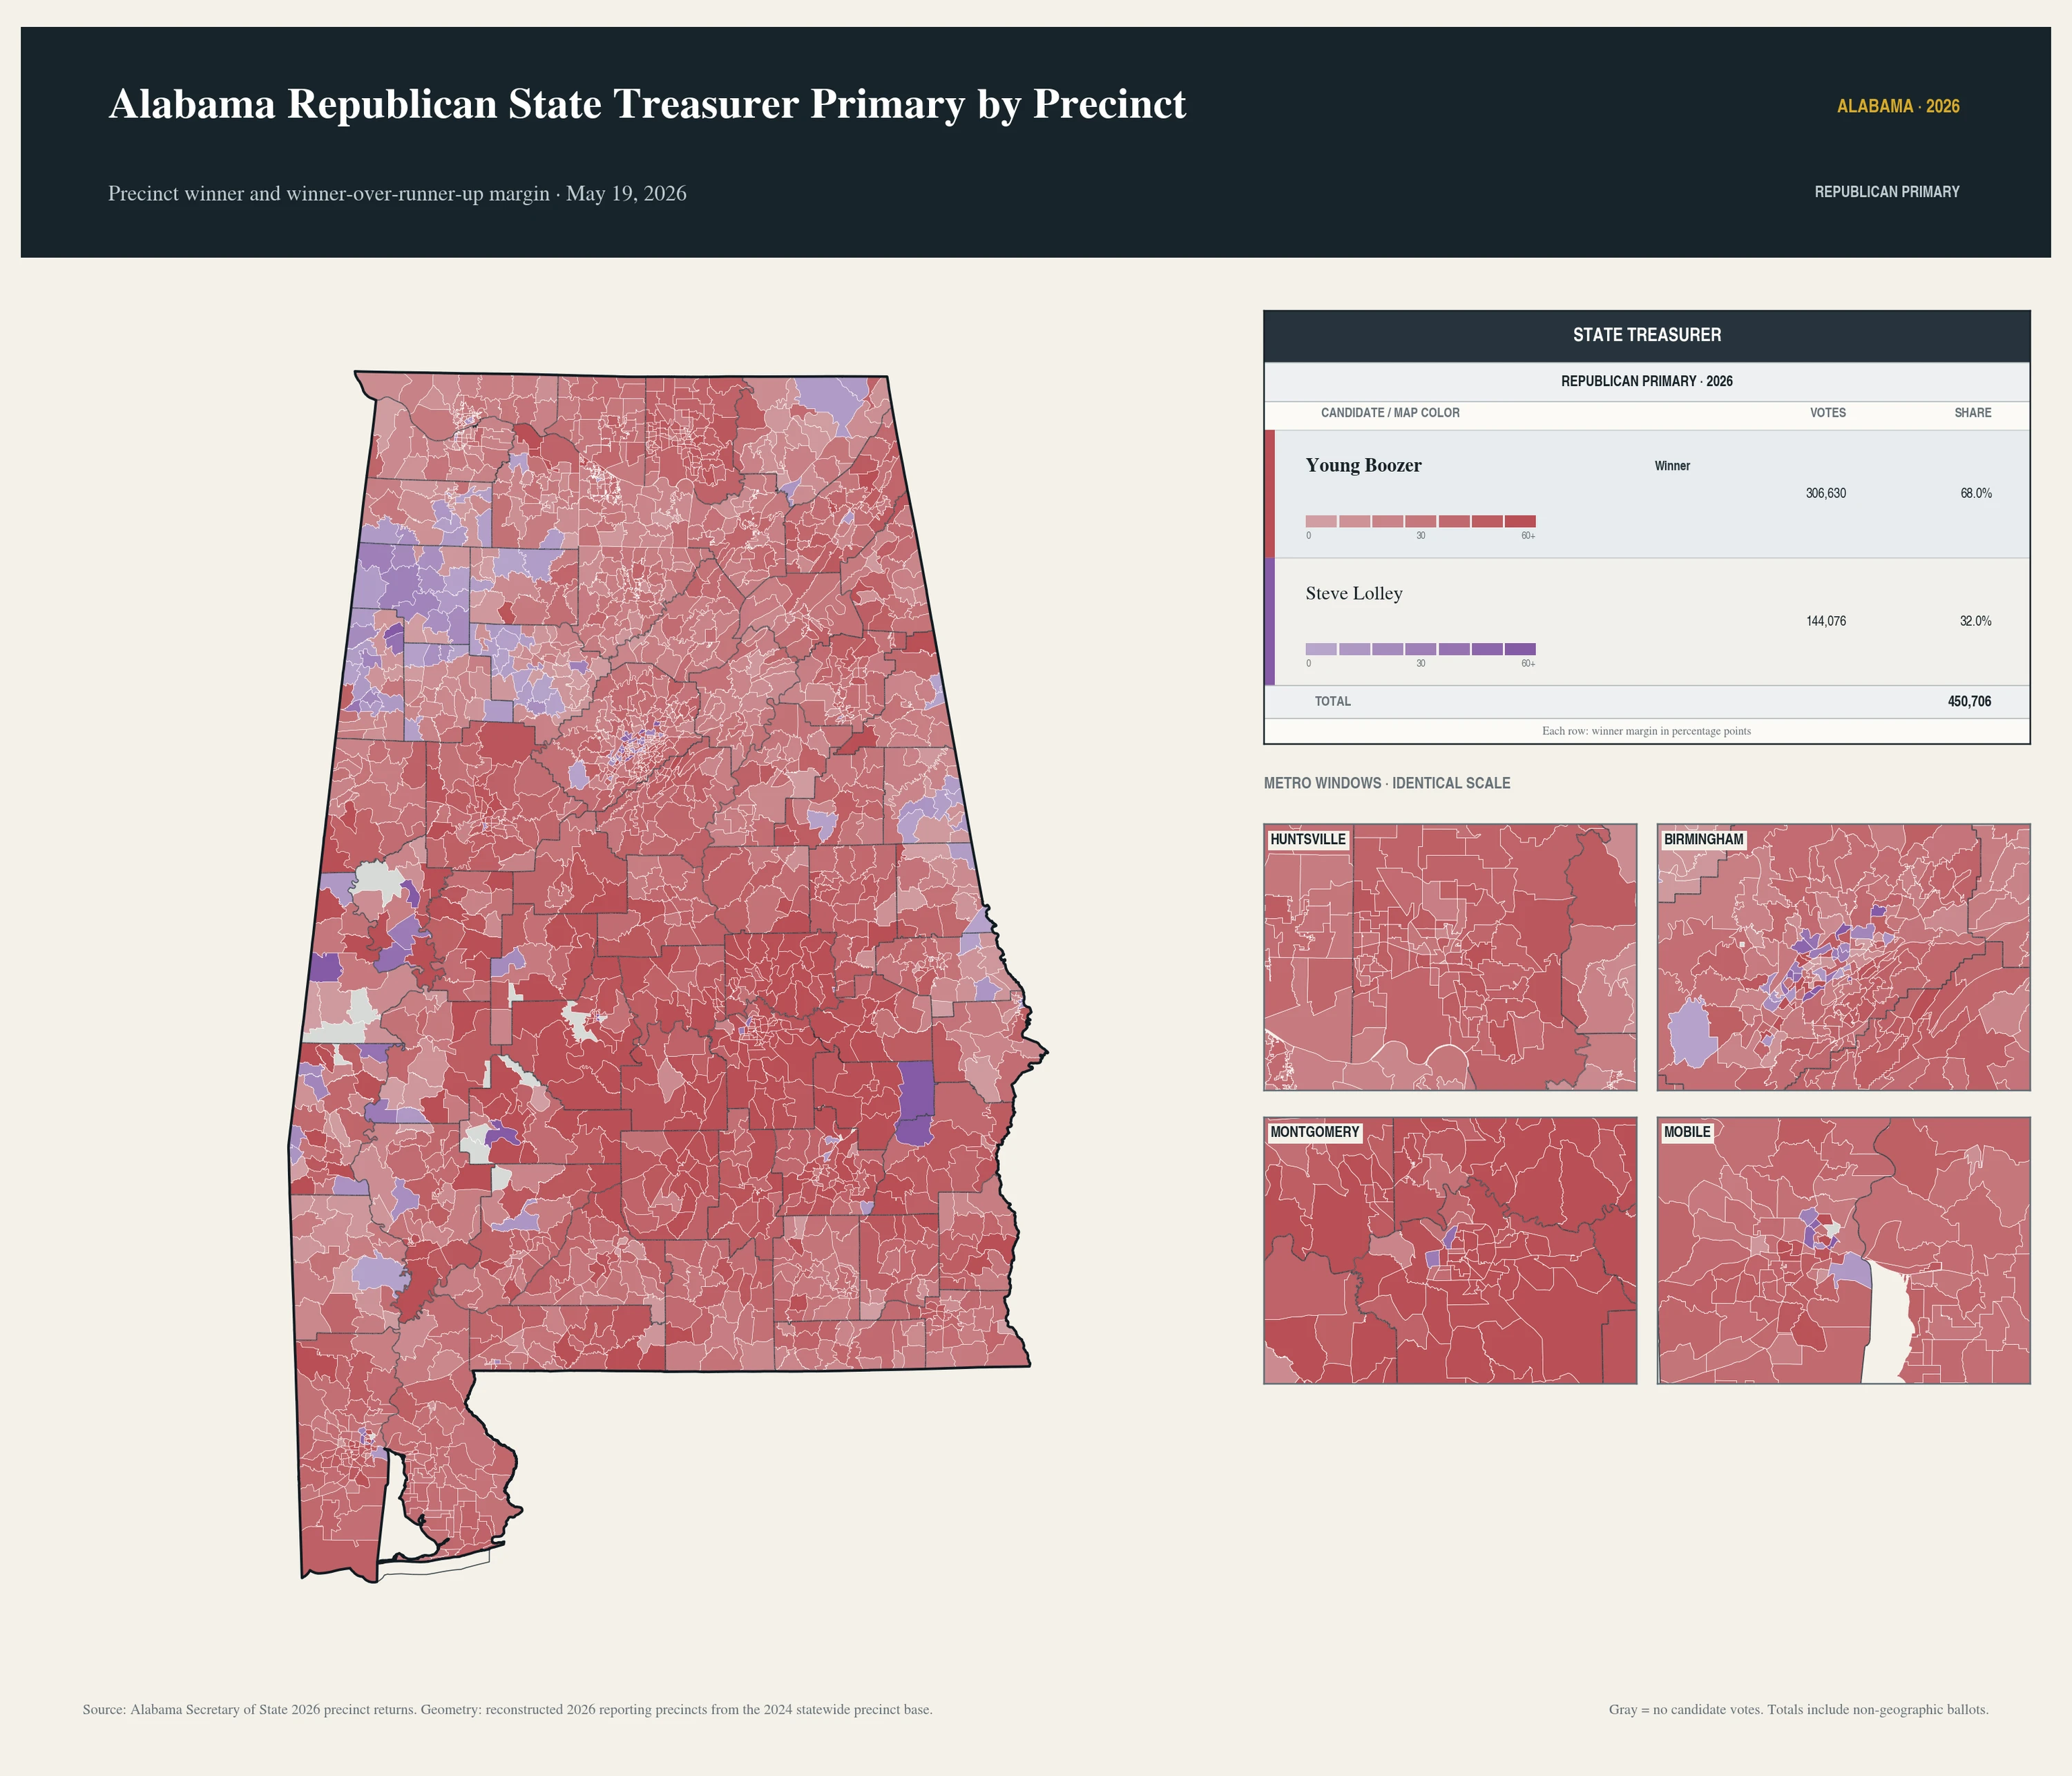 Alabama Republican State Treasurer Primary by Precinct
ALABAMA · 2026
Precinct winner and winner-over-runner-up margin · May 19, 2026
REPUBLICAN PRIMARY
STATE TREASURER
REPUBLICAN PRIMARY · 2026
CANDIDATE / MAP COLOR VOTES SHARE
Young Boozer Winner
306,630 68.0%
0 30 60+
Steve Lolley
144,076 32.0%
0 30 60+
TOTAL 450,706
Each row: winner margin in percentage points
METRO WINDOWS · IDENTICAL SCALE
HUNTSVILLE
BIRMINGHAM
MONTGOMERY
MOBILE
Source: Alabama Secretary of State 2026 precinct returns. Geometry: reconstructed 2026 reporting precincts from the 2024 statewide precinct base.
Gray = no candidate votes. Totals include non-geographic ballots.